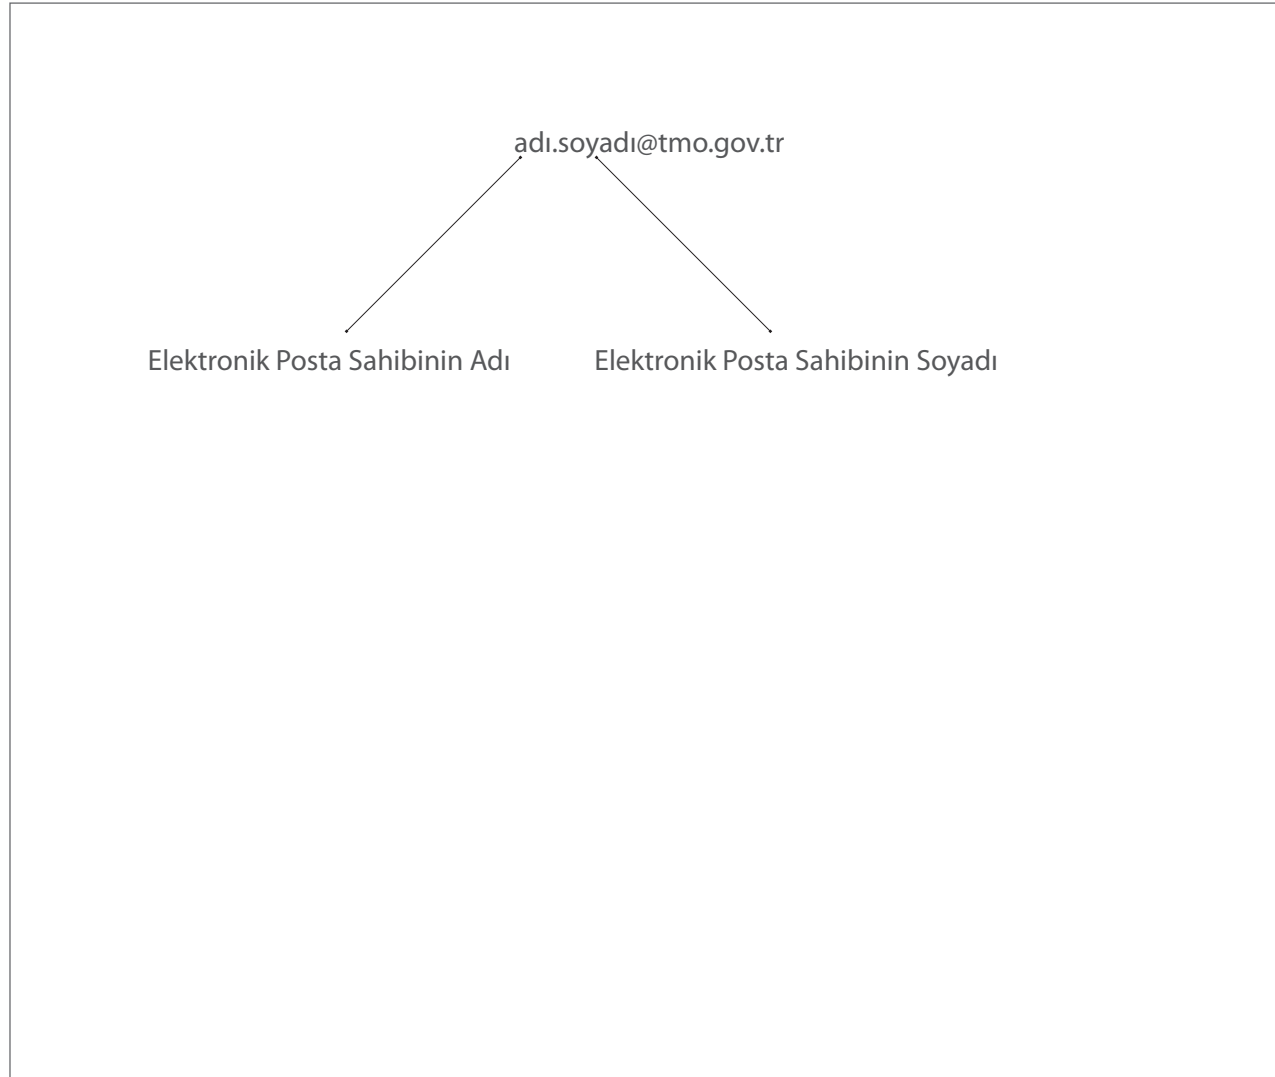 adı.soyadı@tmo.gov.tr
Elektronik Posta Sahibinin Adı
Elektronik Posta Sahibinin Soyadı